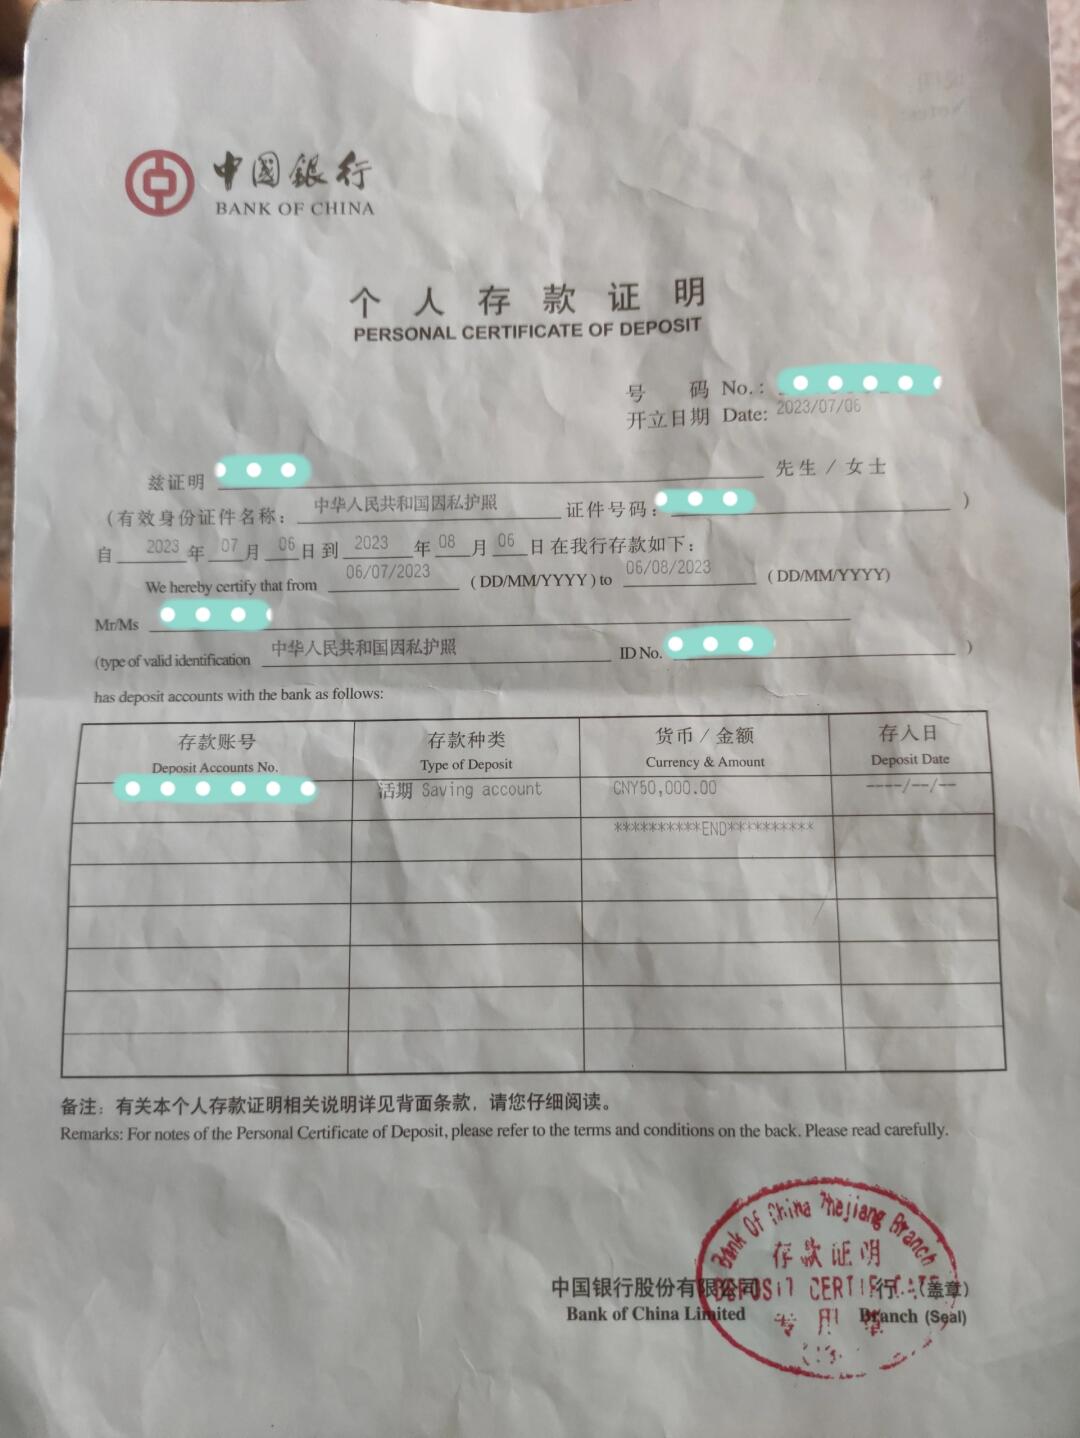 中國銀行
BANK OF CHINA
个人存款证明
PERSONAL CERTIFICATE OF DEPOSIT
号 码 No.:
开立日期 Date: 2023/07/06
兹证明 先生 / 女士
(有效身份证件名称: 中华人民共和国因私护照 证件号码: )
自 2023 年 07 月 06 日 到 2023 年 08 月 06 日 在我行存款如下:
We hereby certify that from 06/07/2023 ( DD/MM/YYYY ) to 06/08/2023 ( DD/MM/YYYY)
Mr/Ms
(type of valid identification 中华人民共和国因私护照 ID No. )
has deposit accounts with the bank as follows:
存款账号 存款种类 货币 / 金额 存入日
Deposit Accounts No. Type of Deposit Currency & Amount Deposit Date
活期 Saving account CNY50,000.00 ----/--/--
**********END**********
备注: 有关本个人存款证明相关说明详见背面条款, 请您仔细阅读。
Remarks: For notes of the Personal Certificate of Deposit, please refer to the terms and conditions on the back. Please read carefully.
Bank Of China Zhejiang Branch
存款证明
中国银行股份有限公司 行 (盖章)
DEPOSIT CERTIFICATE
Bank of China Limited Branch (Seal)
专用章